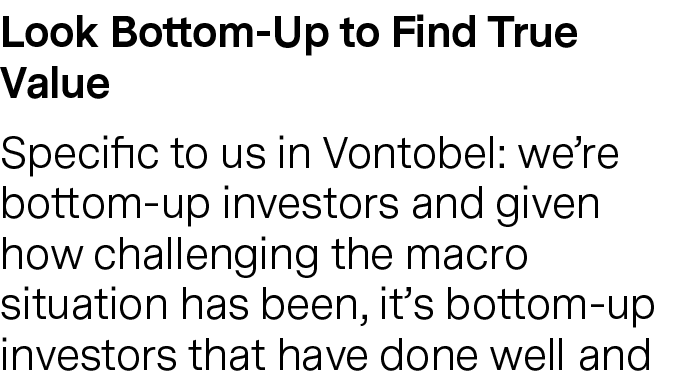 Look Bottom-Up to Find True
Value
Specific to us in Vontobel: we’re
bottom-up investors and given
how challenging the macro
situation has been, it’s bottom-up
investors that have done well and